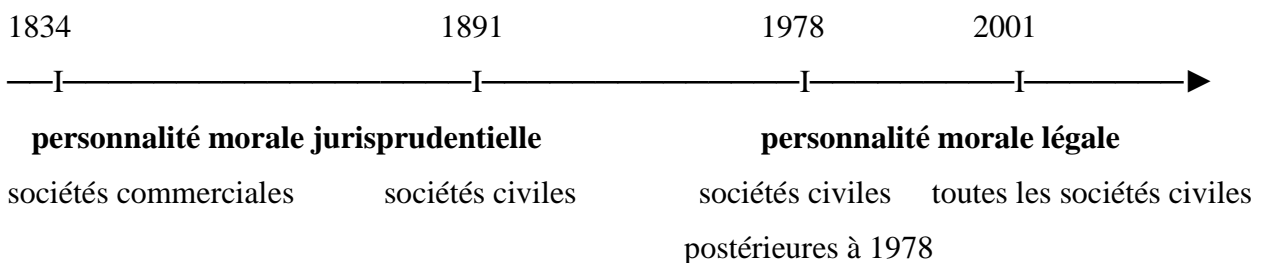 1834 1891 1978 2001
personnalité morale jurisprudentielle personnalité morale légale
sociétés commerciales sociétés civiles sociétés civiles toutes les sociétés civiles
postérieures à 1978